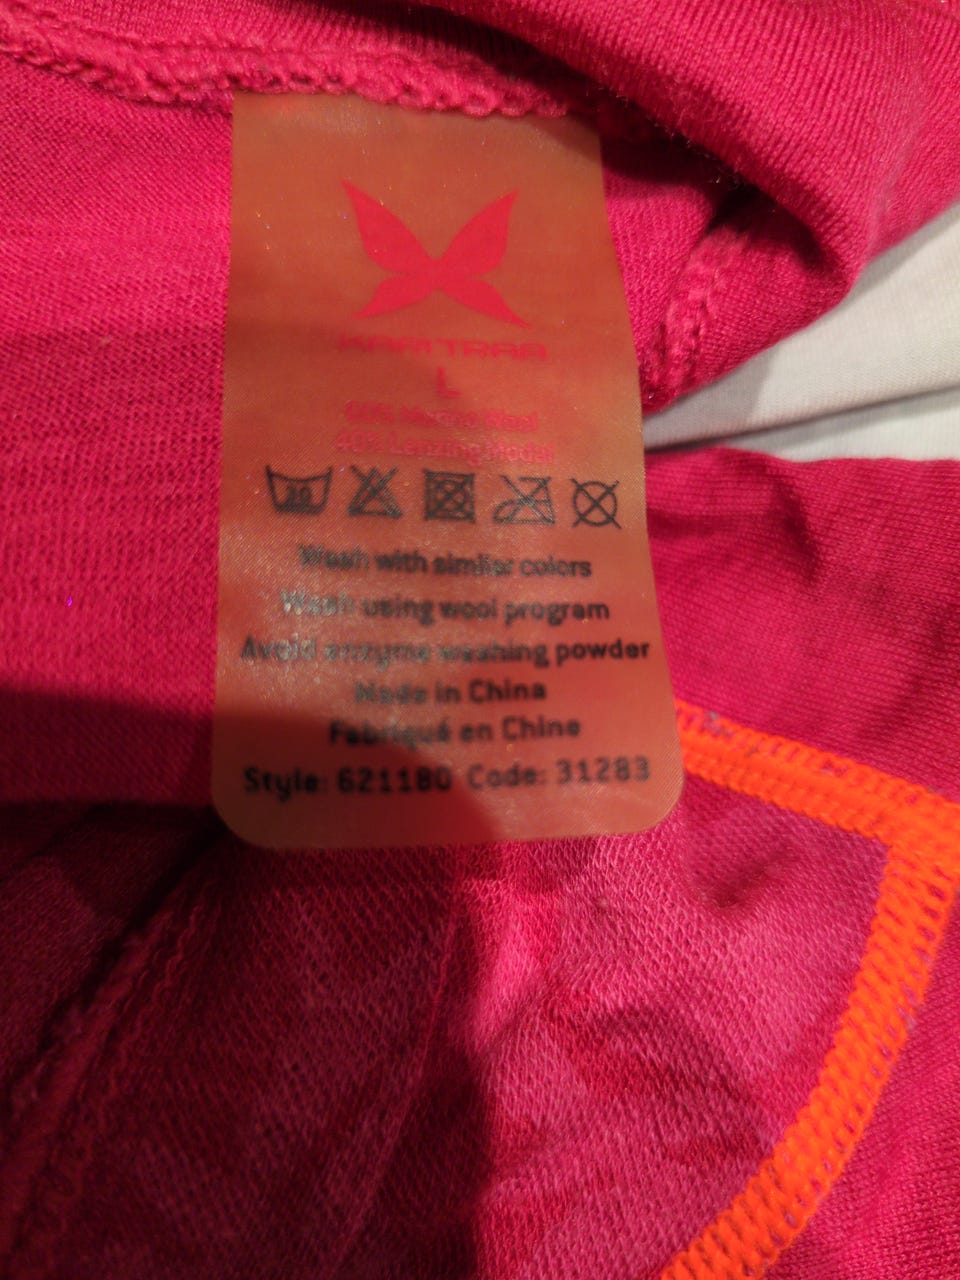 KARI TRAA
L
60% Merino Wool
40% Lenzing Modal
30
Wash with similar colors
Wash using wool program
Avoid enzyme washing powder
Made in China
Fabriqué en Chine
Style: 621180 Code: 31283